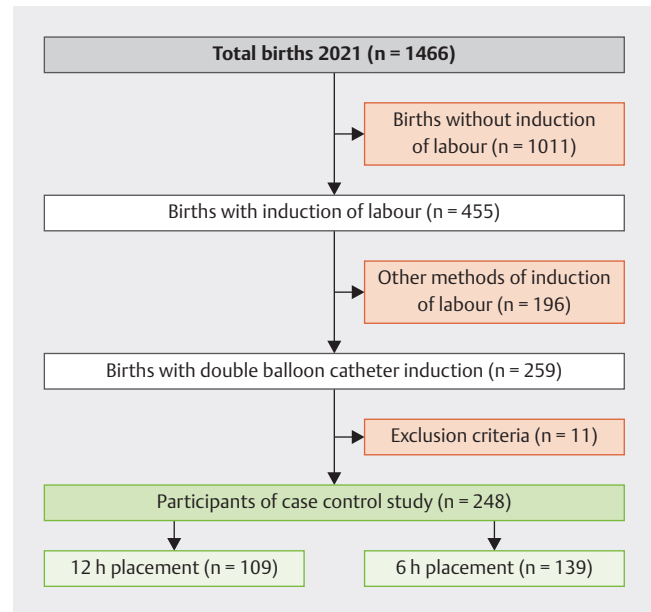 Total births 2021 (n = 1466)
Births without induction
of labour (n = 1011)
Births with induction of labour (n = 455)
Other methods of induction
of labour (n = 196)
Births with double balloon catheter induction (n = 259)
Exclusion criteria (n = 11)
Participants of case control study (n = 248)
12 h placement (n = 109)
6 h placement (n = 139)